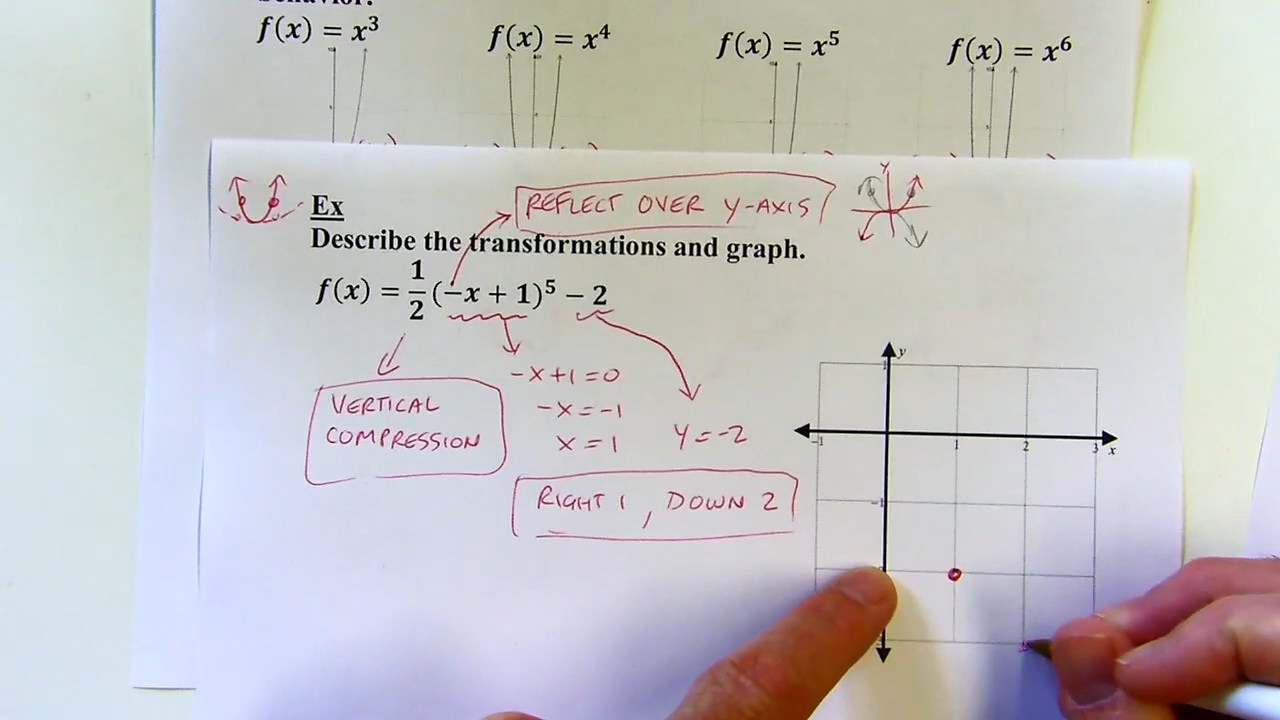 behavior?
f(x) = x³
f(x) = x⁴
f(x) = x⁵
f(x) = x⁶
REFLECT OVER Y-AXIS
Y
Ex
Describe the transformations and graph.
f(x) = 1/2 (−x + 1)⁵ − 2
VERTICAL
COMPRESSION
-X+1=0
-X=-1
X=1
Y=-2
RIGHT 1, DOWN 2
y
1
-1 1 2 3 x
-1